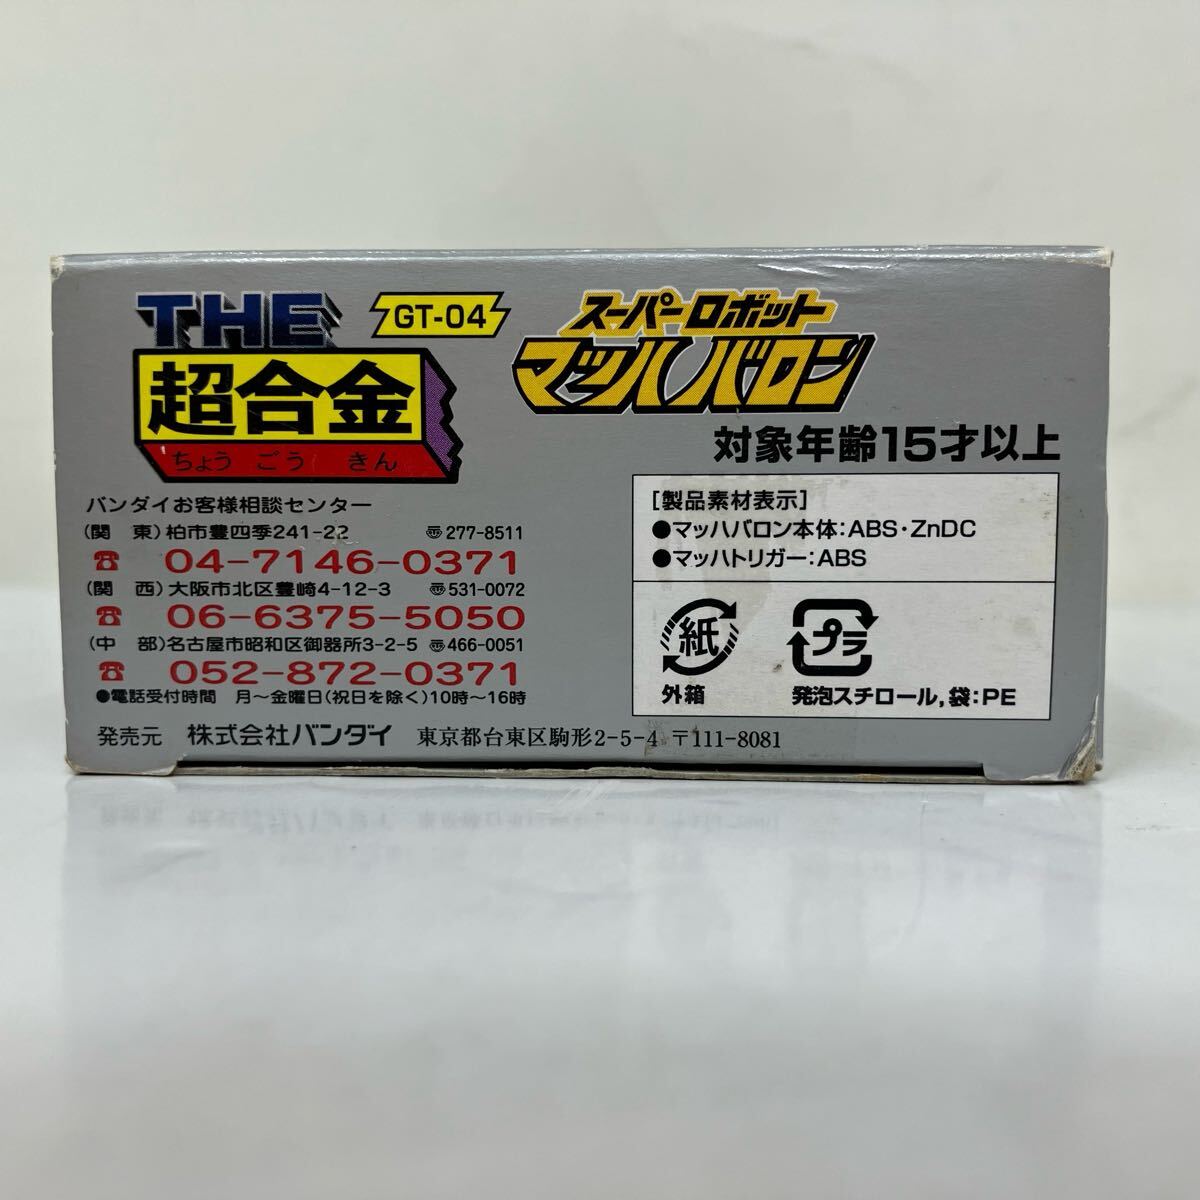 THE
超合金
ちょう ごう きん
GT-04
スーパーロボット
マッハバロン
対象年齢15才以上
バンダイお客様相談センター
(関 東)柏市豊四季241-22 〠277-8511
☎ 04-7146-0371
(関 西)大阪市北区豊崎4-12-3 〠531-0072
☎ 06-6375-5050
(中 部)名古屋市昭和区御器所3-2-5 〠466-0051
☎ 052-872-0371
●電話受付時間 月〜金曜日(祝日を除く)10時〜16時
発売元 株式会社バンダイ 東京都台東区駒形2-5-4 〒111-8081
[製品素材表示]
●マッハバロン本体:ABS・ZnDC
●マッハトリガー:ABS
紙
外箱
プラ
発泡スチロール,袋:PE